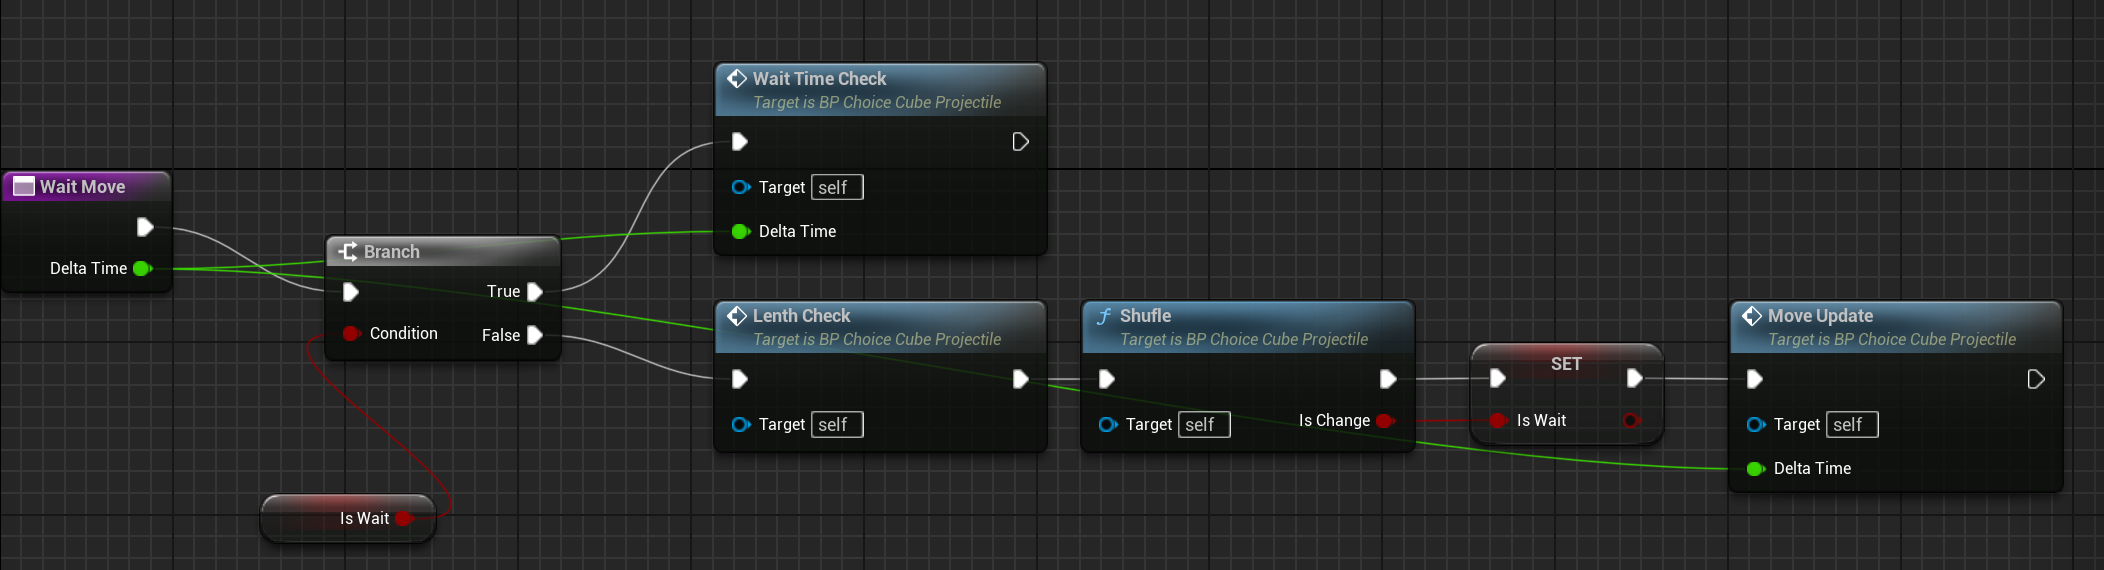 Wait Move
Delta Time
Branch
True
Condition
False
Is Wait
Wait Time Check
Target is BP Choice Cube Projectile
Target self
Delta Time
Lenth Check
Target is BP Choice Cube Projectile
Target self
Shufle
Target is BP Choice Cube Projectile
Target self
Is Change
SET
Is Wait
Move Update
Target is BP Choice Cube Projectile
Target self
Delta Time